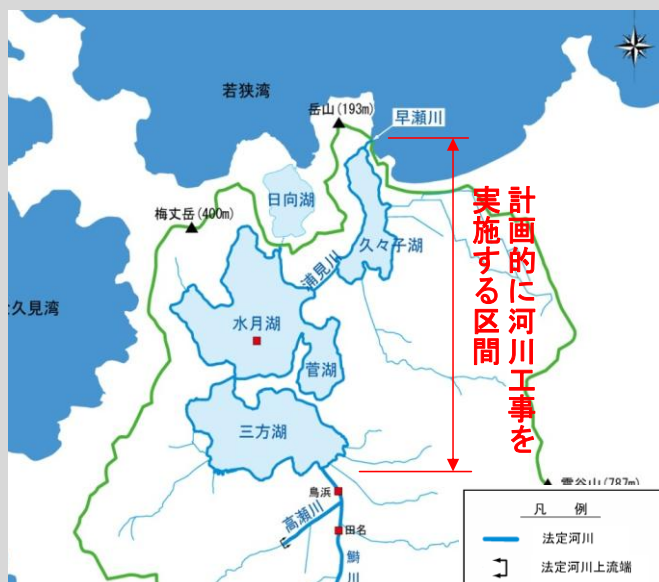 若狭湾
岳山(193m)
早瀬川
日向湖
梅丈岳(400m)
久々子湖
浦見川
計画的に河川工事を
実施する区間
久見湾
水月湖
菅湖
三方湖
雲谷山(787m)
鳥浜
高瀬川
田名
鰣川
凡 例
法定河川
法定河川上流端